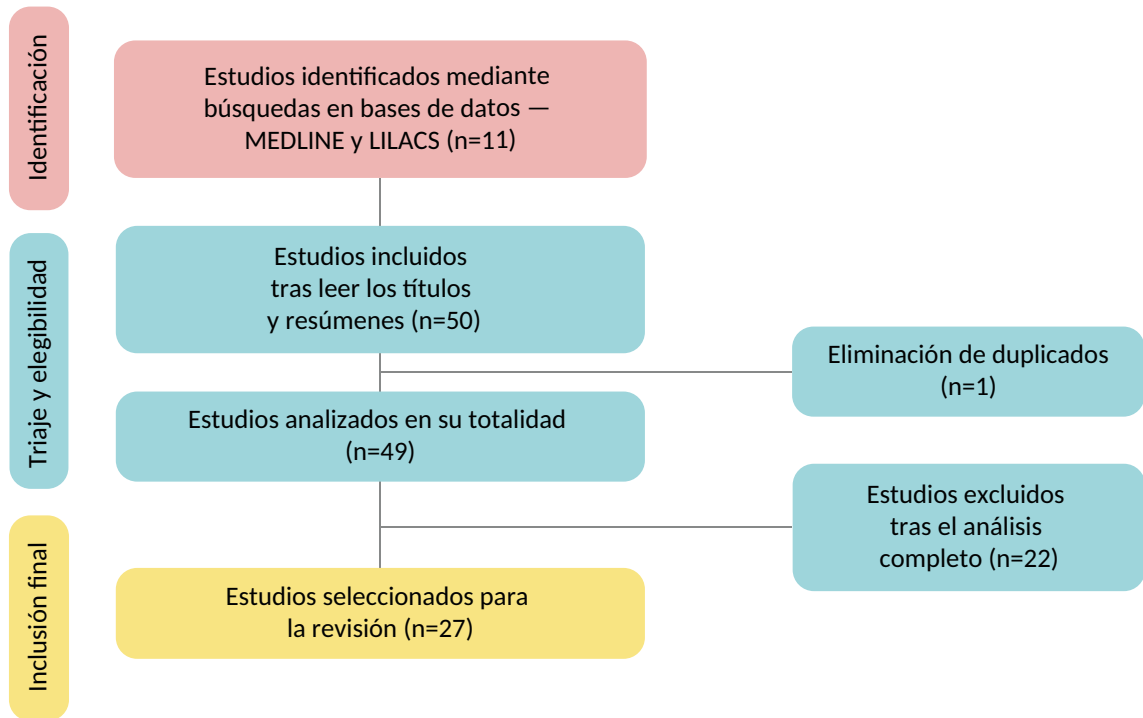 Identificación
Estudios identificados mediante
búsquedas en bases de datos —
MEDLINE y LILACS (n=11)
Triaje y elegibilidad
Estudios incluidos
tras leer los títulos
y resúmenes (n=50)
Eliminación de duplicados
(n=1)
Estudios analizados en su totalidad
(n=49)
Estudios excluidos
tras el análisis
completo (n=22)
Inclusión final
Estudios seleccionados para
la revisión (n=27)